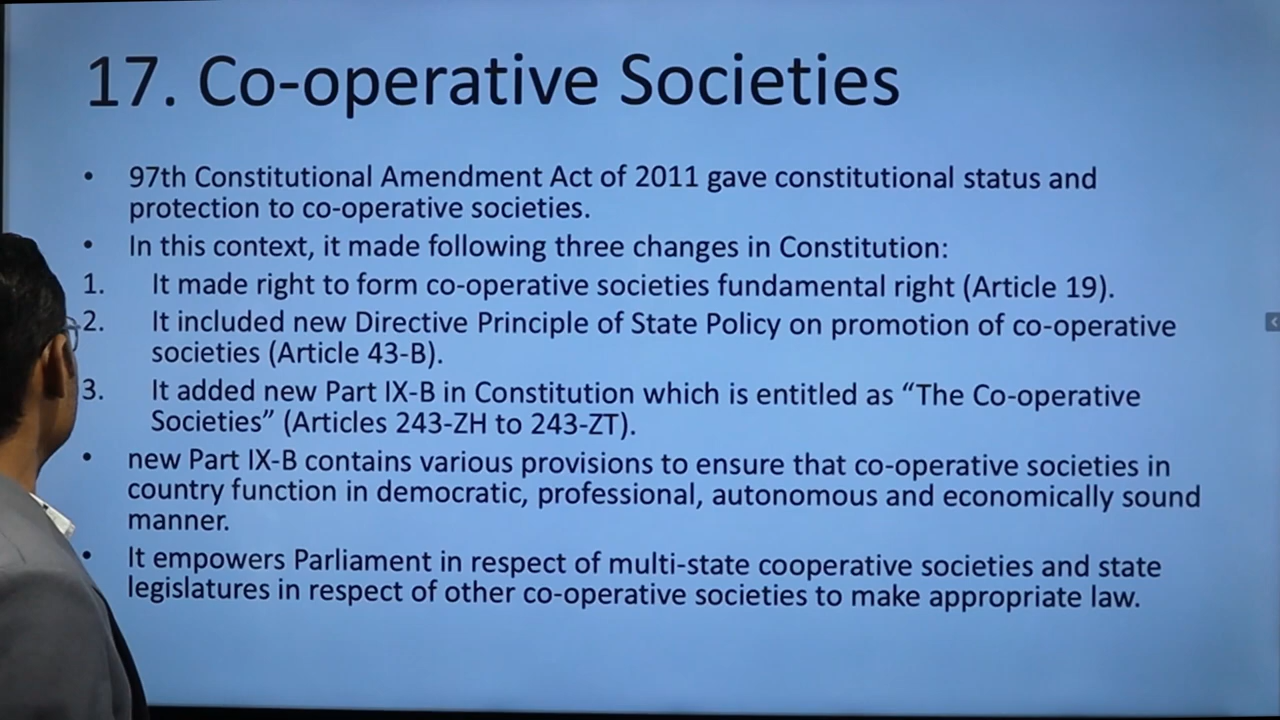 17. Co-operative Societies
• 97th Constitutional Amendment Act of 2011 gave constitutional status and
protection to co-operative societies.
• In this context, it made following three changes in Constitution:
1. It made right to form co-operative societies fundamental right (Article 19).
2. It included new Directive Principle of State Policy on promotion of co-operative
societies (Article 43-B).
3. It added new Part IX-B in Constitution which is entitled as “The Co-operative
Societies” (Articles 243-ZH to 243-ZT).
• new Part IX-B contains various provisions to ensure that co-operative societies in
country function in democratic, professional, autonomous and economically sound
manner.
• It empowers Parliament in respect of multi-state cooperative societies and state
legislatures in respect of other co-operative societies to make appropriate law.